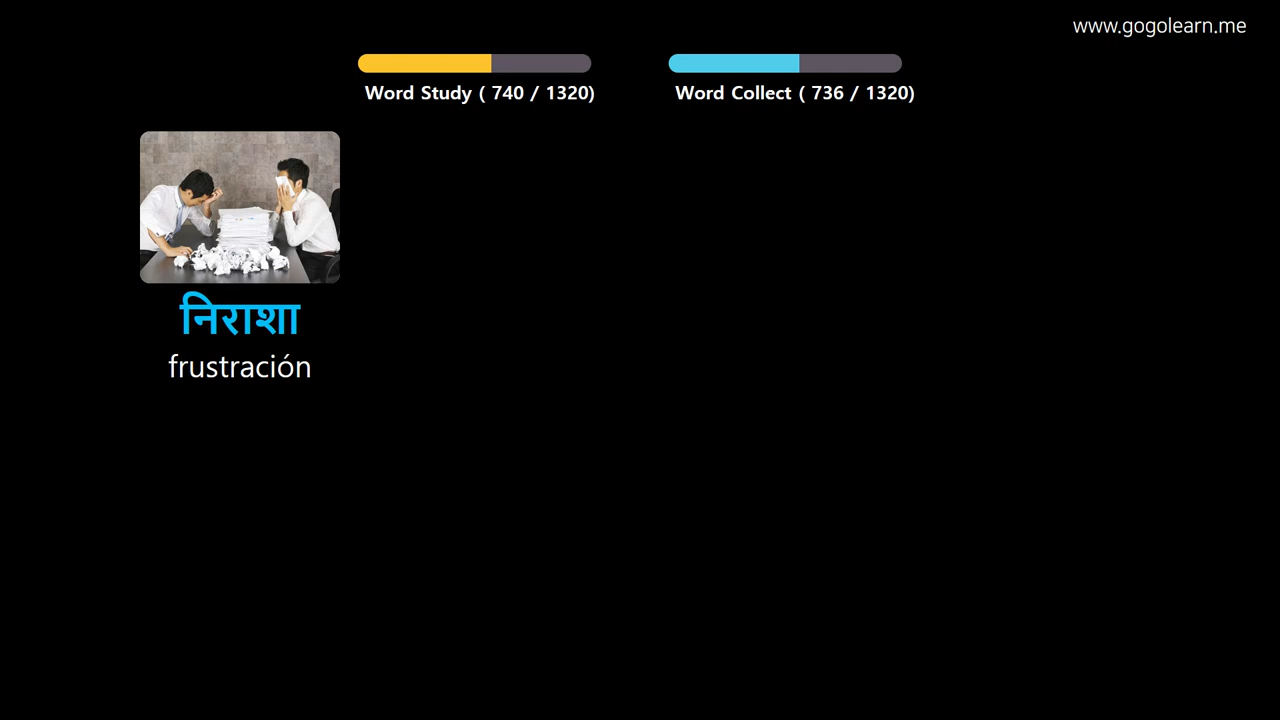 www.gogolearn.me
Word Study ( 740 / 1320)
Word Collect ( 736 / 1320)
निराशा
frustración